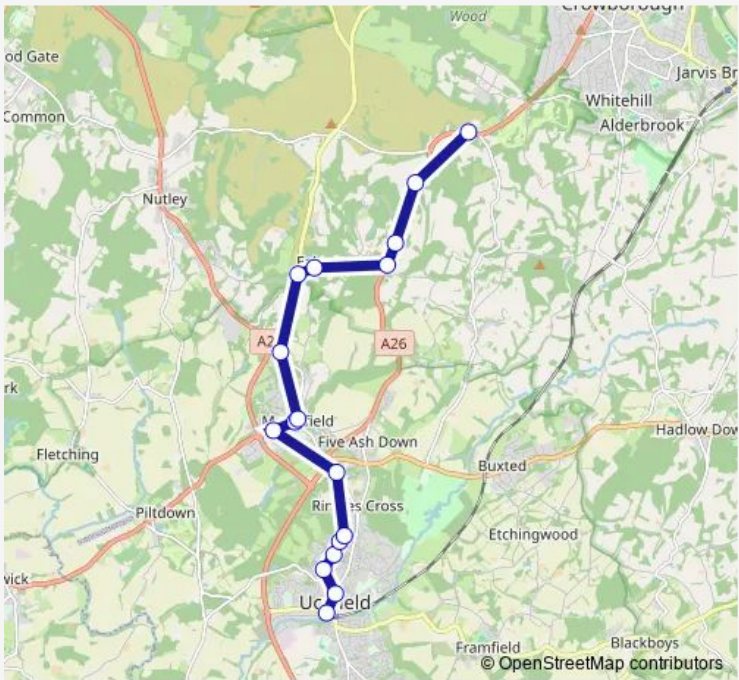 Crowborough
Wood
od Gate
Jarvis Br
Common
Whitehill
Alderbrook
Nutley
A2
A26
rk
field
Five Ash Down
Hadlow Dow
Fletching
Buxted
Cross
Piltdown
Etchingwood
wick
Framfield
Blackboys
© OpenStreetMap contributors